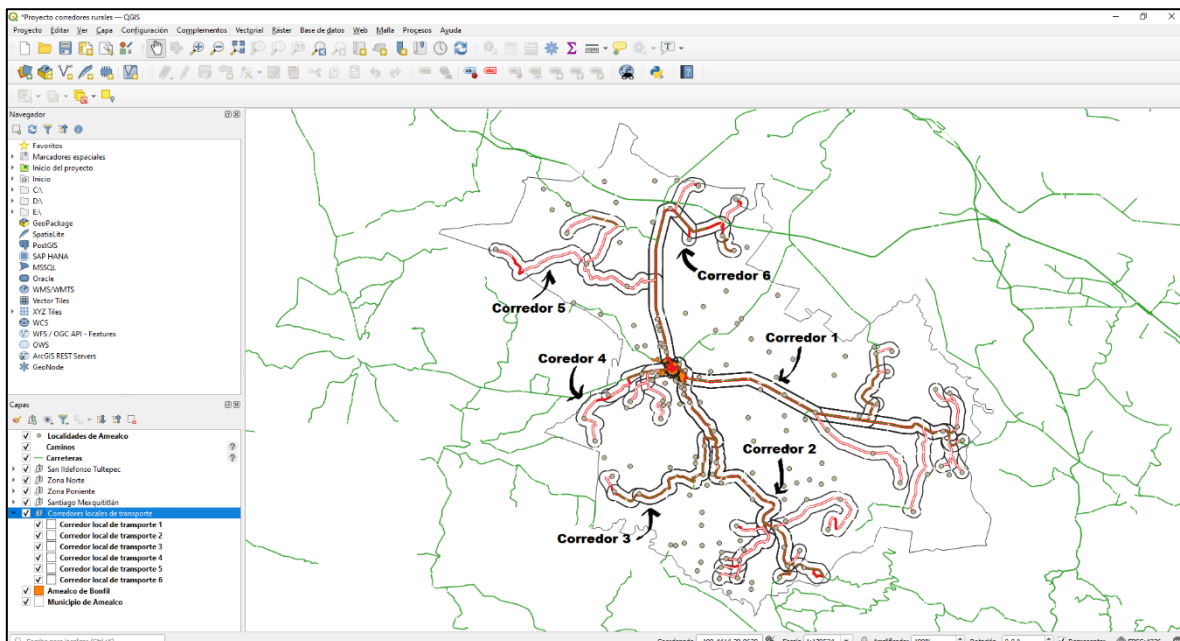 *Proyecto corredores rurales — QGIS
Proyecto Editar Ver Capa Configuración Complementos Vectorial Ráster Base de datos Web Malla Procesos Ayuda
Navegador
Favoritos
Marcadores espaciales
Inicio del proyecto
Inicio
C:\
D:\
E:\
GeoPackage
SpatiaLite
PostGIS
SAP HANA
MSSQL
Oracle
WMS/WMTS
Vector Tiles
XYZ Tiles
WCS
WFS / OGC API - Features
OWS
ArcGIS REST Servers
GeoNode
Capas
Localidades de Amealco
Caminos
Carreteras
San Ildefonso Tultepec
Zona Norte
Zona Poniente
Santiago Mexquititlán
Corredores locales de transporte
Corredor local de transporte 1
Corredor local de transporte 2
Corredor local de transporte 3
Corredor local de transporte 4
Corredor local de transporte 5
Corredor local de transporte 6
Amealco de Bonfil
Municipio de Amealco
Corredor 6
Corredor 5
Corredor 1
Coredor 4
Corredor 2
Corredor 3